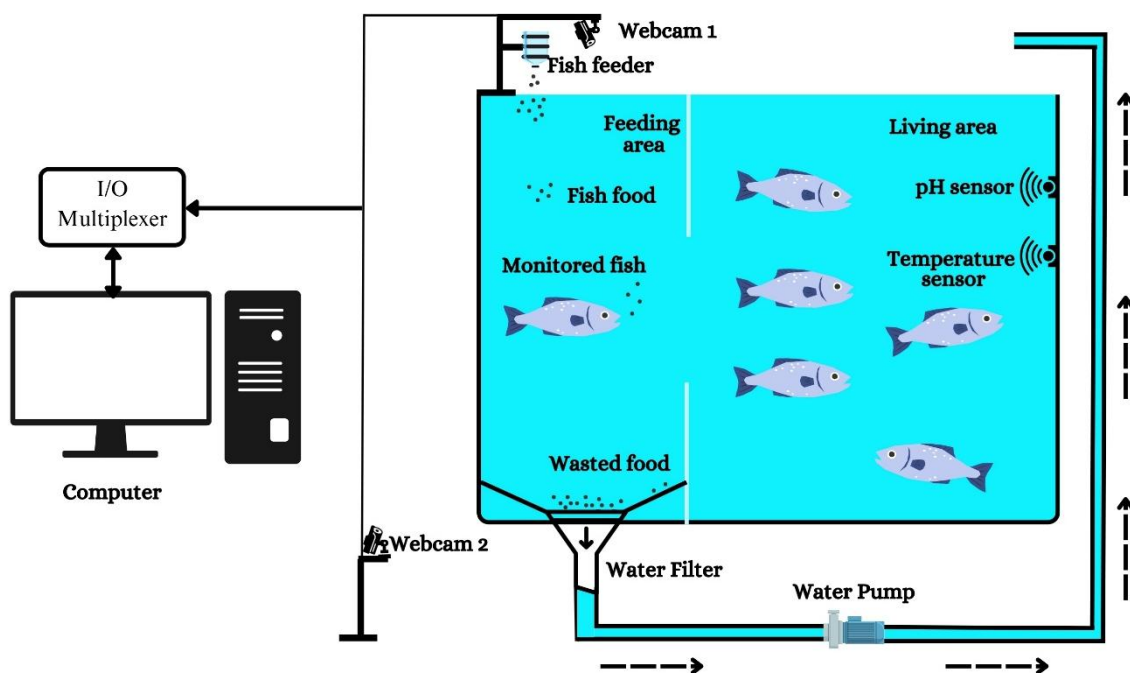 Webcam 1
Fish feeder
Feeding
area
Living area
I/O
Multiplexer
Fish food
pH sensor
Monitored fish
Temperature
sensor
Wasted food
Computer
Webcam 2
Water Filter
Water Pump